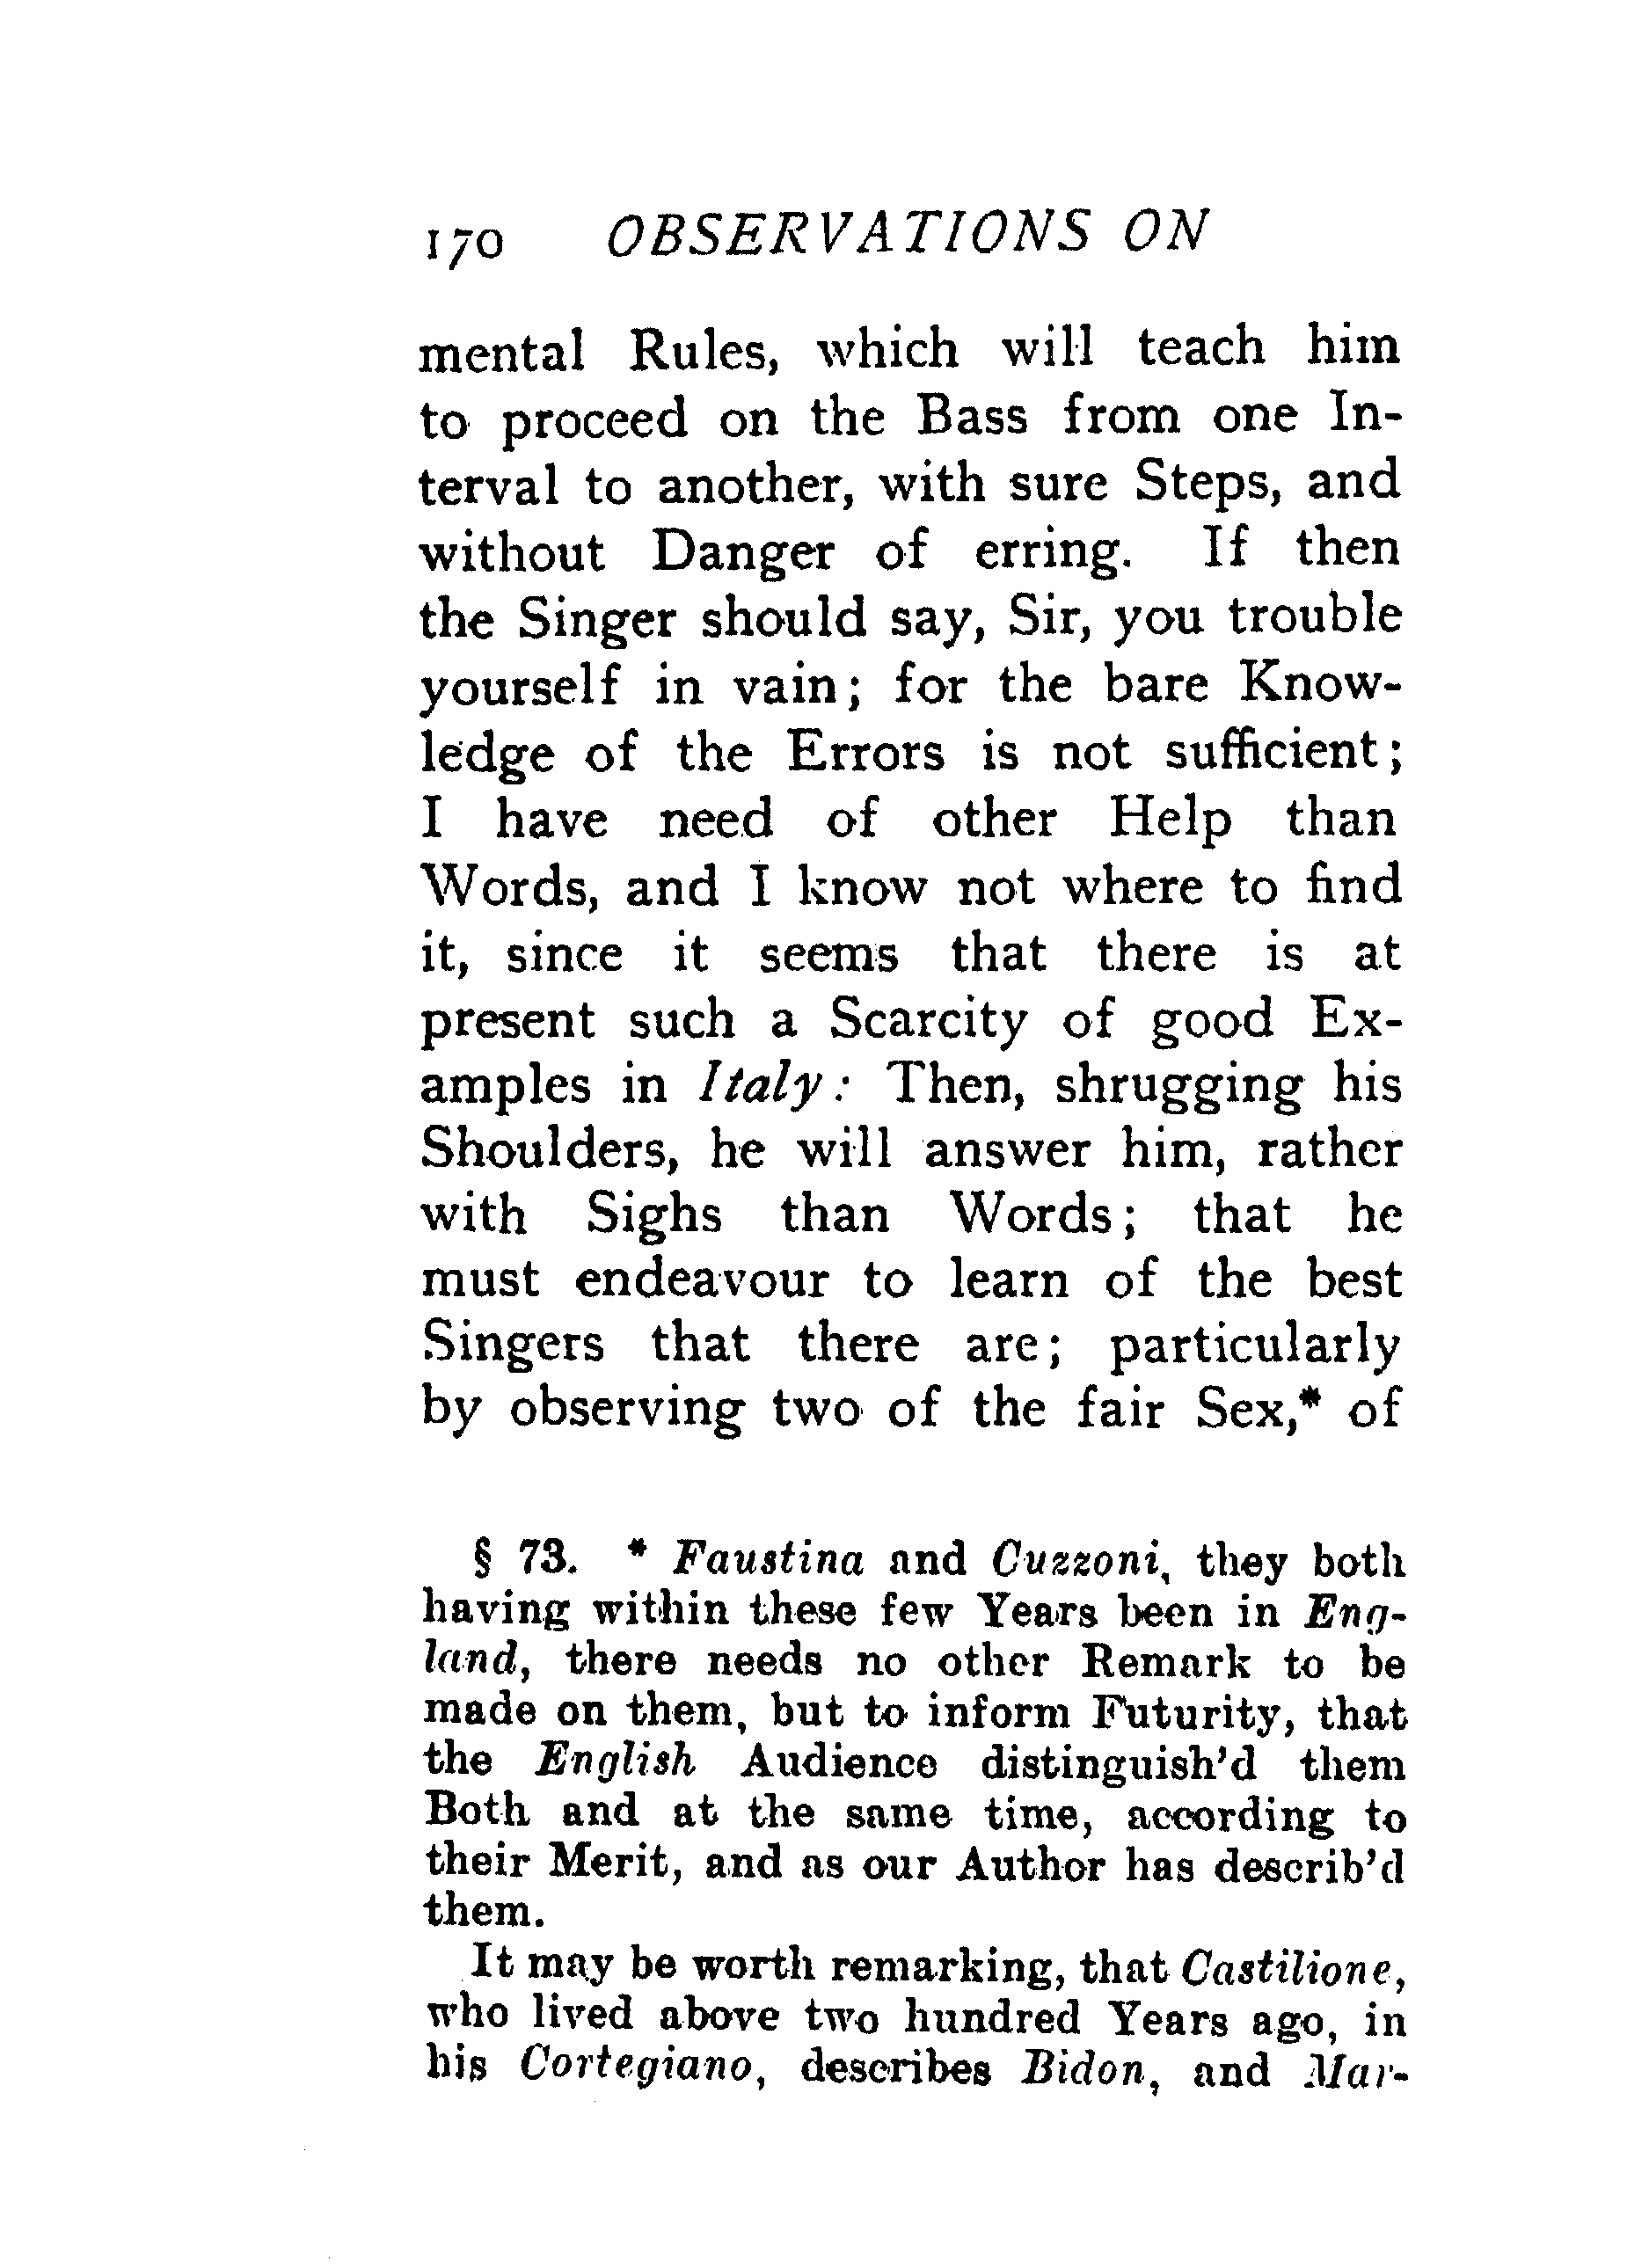 170 OBSERVATIONS ON
mental Rules, which will teach him
to proceed on the Bass from one In-
terval to another, with sure Steps, and
without Danger of erring. If then
the Singer should say, Sir, you trouble
yourself in vain; for the bare Know-
ledge of the Errors is not sufficient;
I have need of other Help than
Words, and I know not where to find
it, since it seems that there is at
present such a Scarcity of good Ex-
amples in Italy: Then, shrugging his
Shoulders, he will answer him, rather
with Sighs than Words; that he
must endeavour to learn of the best
Singers that there are; particularly
by observing two of the fair Sex,* of
§ 73. * Faustina and Cuzzoni, they both
having within these few Years been in Eng-
land, there needs no other Remark to be
made on them, but to inform Futurity, that
the English Audience distinguish'd them
Both and at the same time, according to
their Merit, and as our Author has describ'd
them.
It may be worth remarking, that Castilione,
who lived above two hundred Years ago, in
his Cortegiano, describes Bidon, and Mar-